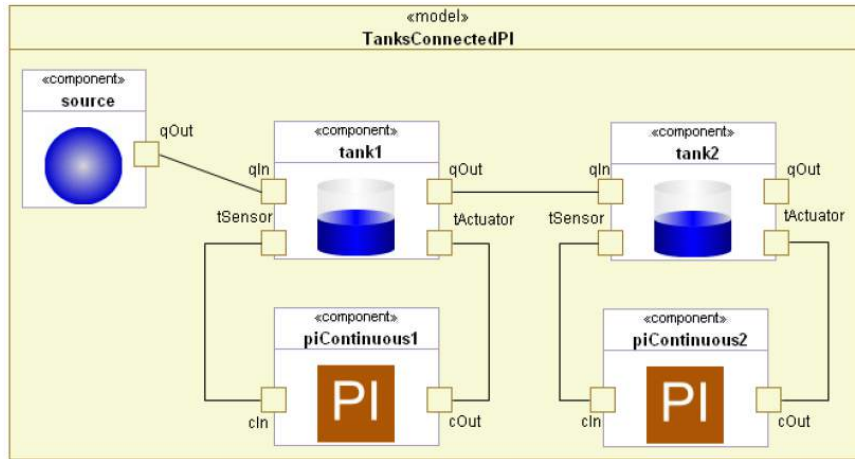 «model»
TanksConnectedPI
«component»
source
qOut
«component»
tank1
qIn
qOut
tSensor
tActuator
«component»
tank2
qIn
qOut
tSensor
tActuator
«component»
piContinuous1
PI
cIn
cOut
«component»
piContinuous2
PI
cIn
cOut